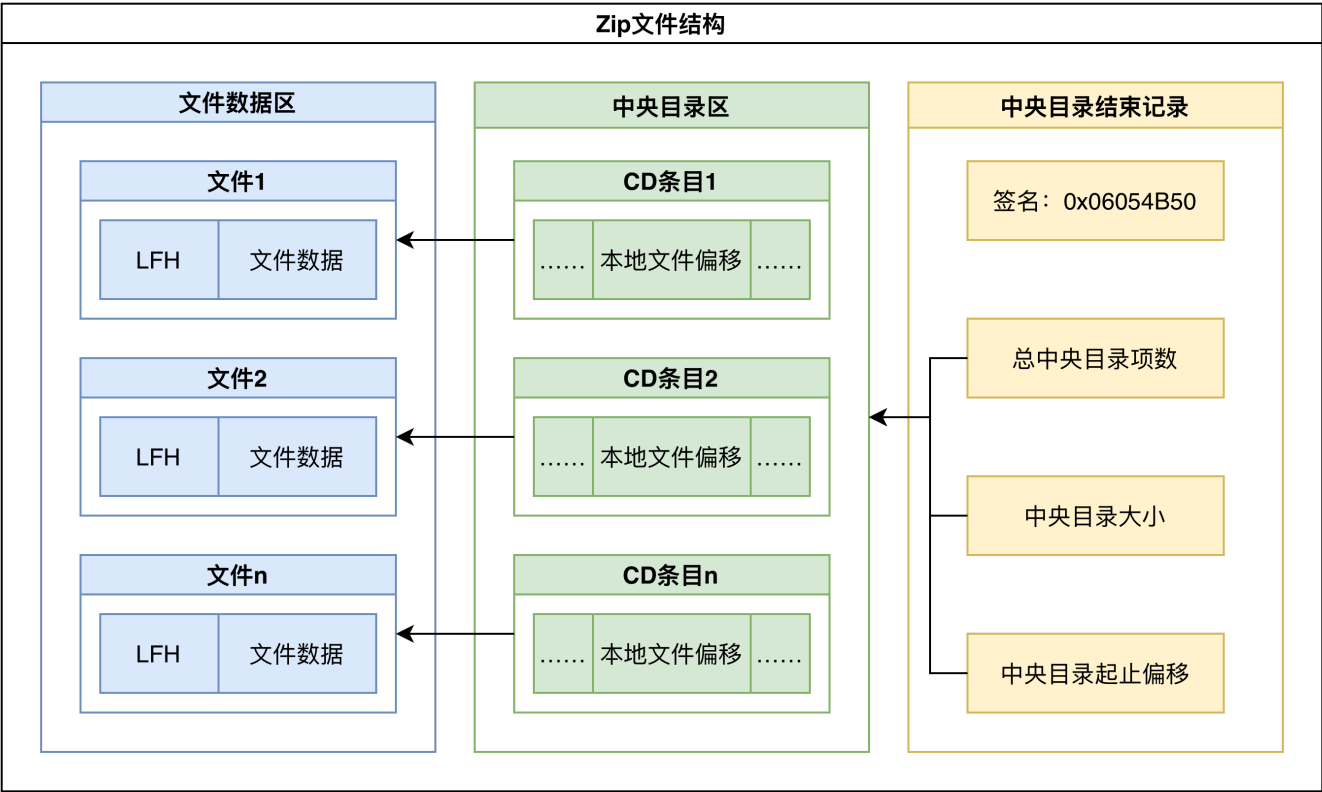 Zip文件结构
文件数据区
文件1
LFH
文件数据
文件2
LFH
文件数据
文件n
LFH
文件数据
中央目录区
CD条目1
……
本地文件偏移
……
CD条目2
……
本地文件偏移
……
CD条目n
……
本地文件偏移
……
中央目录结束记录
签名：0x06054B50
总中央目录项数
中央目录大小
中央目录起止偏移